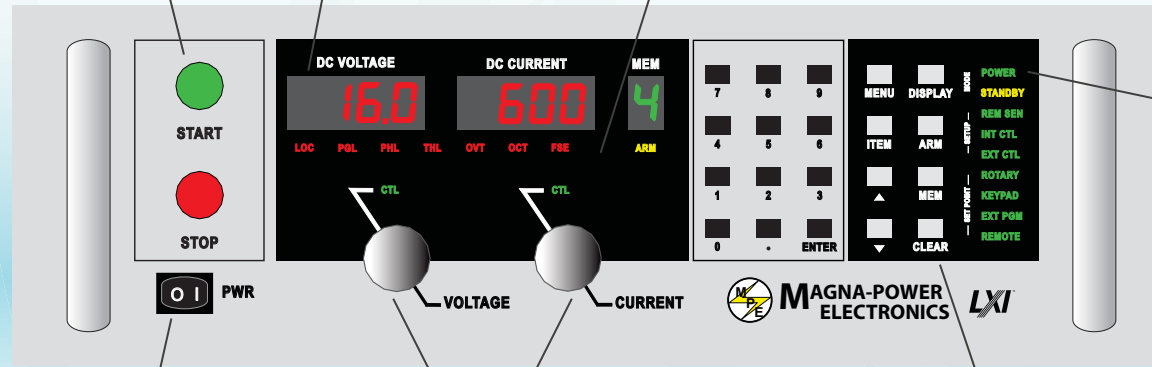 START
STOP
O I PWR
DC VOLTAGE DC CURRENT MEM
16.0 600 4
LOC PGL PHL THL OVT OCT FSE ARM
CTL CTL
VOLTAGE CURRENT
7 8 9
4 5 6
1 2 3
0 . ENTER
MAGNA-POWER
ELECTRONICS
MPE
LXI
MENU DISPLAY
ITEM ARM
▲ MEM
▼ CLEAR
MODE
SETUP
SET POINT
POWER
STANDBY
REM SEN
INT CTL
EXT CTL
ROTARY
KEYPAD
EXT PGM
REMOTE